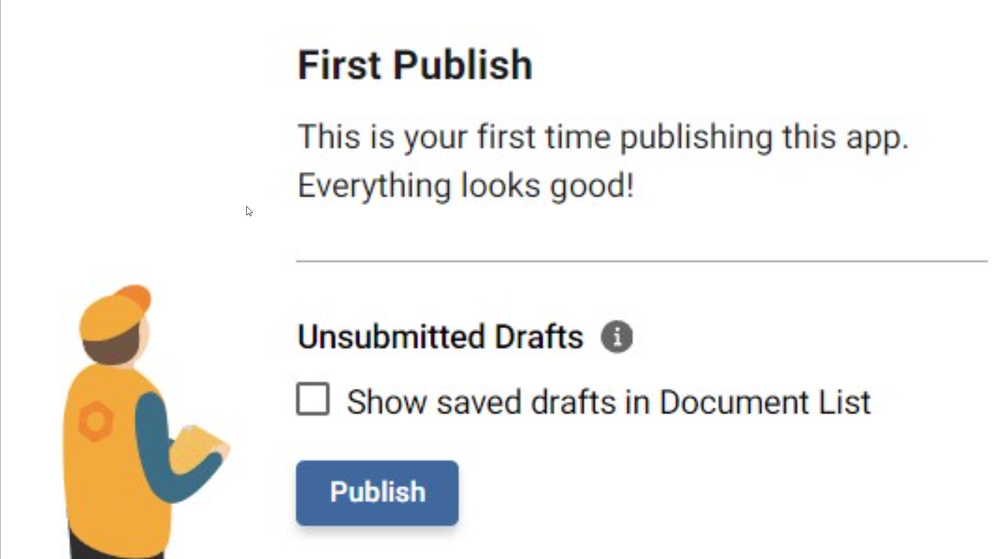 First Publish
This is your first time publishing this app.
Everything looks good!
Unsubmitted Drafts
Show saved drafts in Document List
Publish